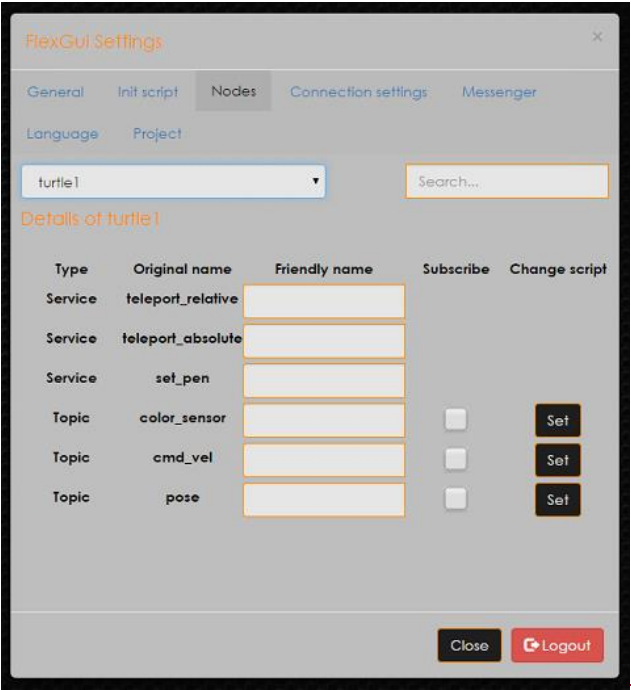 FlexGui Settings ×
General Init script Nodes Connection settings Messenger
Language Project
turtle1 Search...
Details of turtle1
Type Original name Friendly name Subscribe Change script
Service teleport_relative
Service teleport_absolute
Service set_pen
Topic color_sensor Set
Topic cmd_vel Set
Topic pose Set
Close Logout